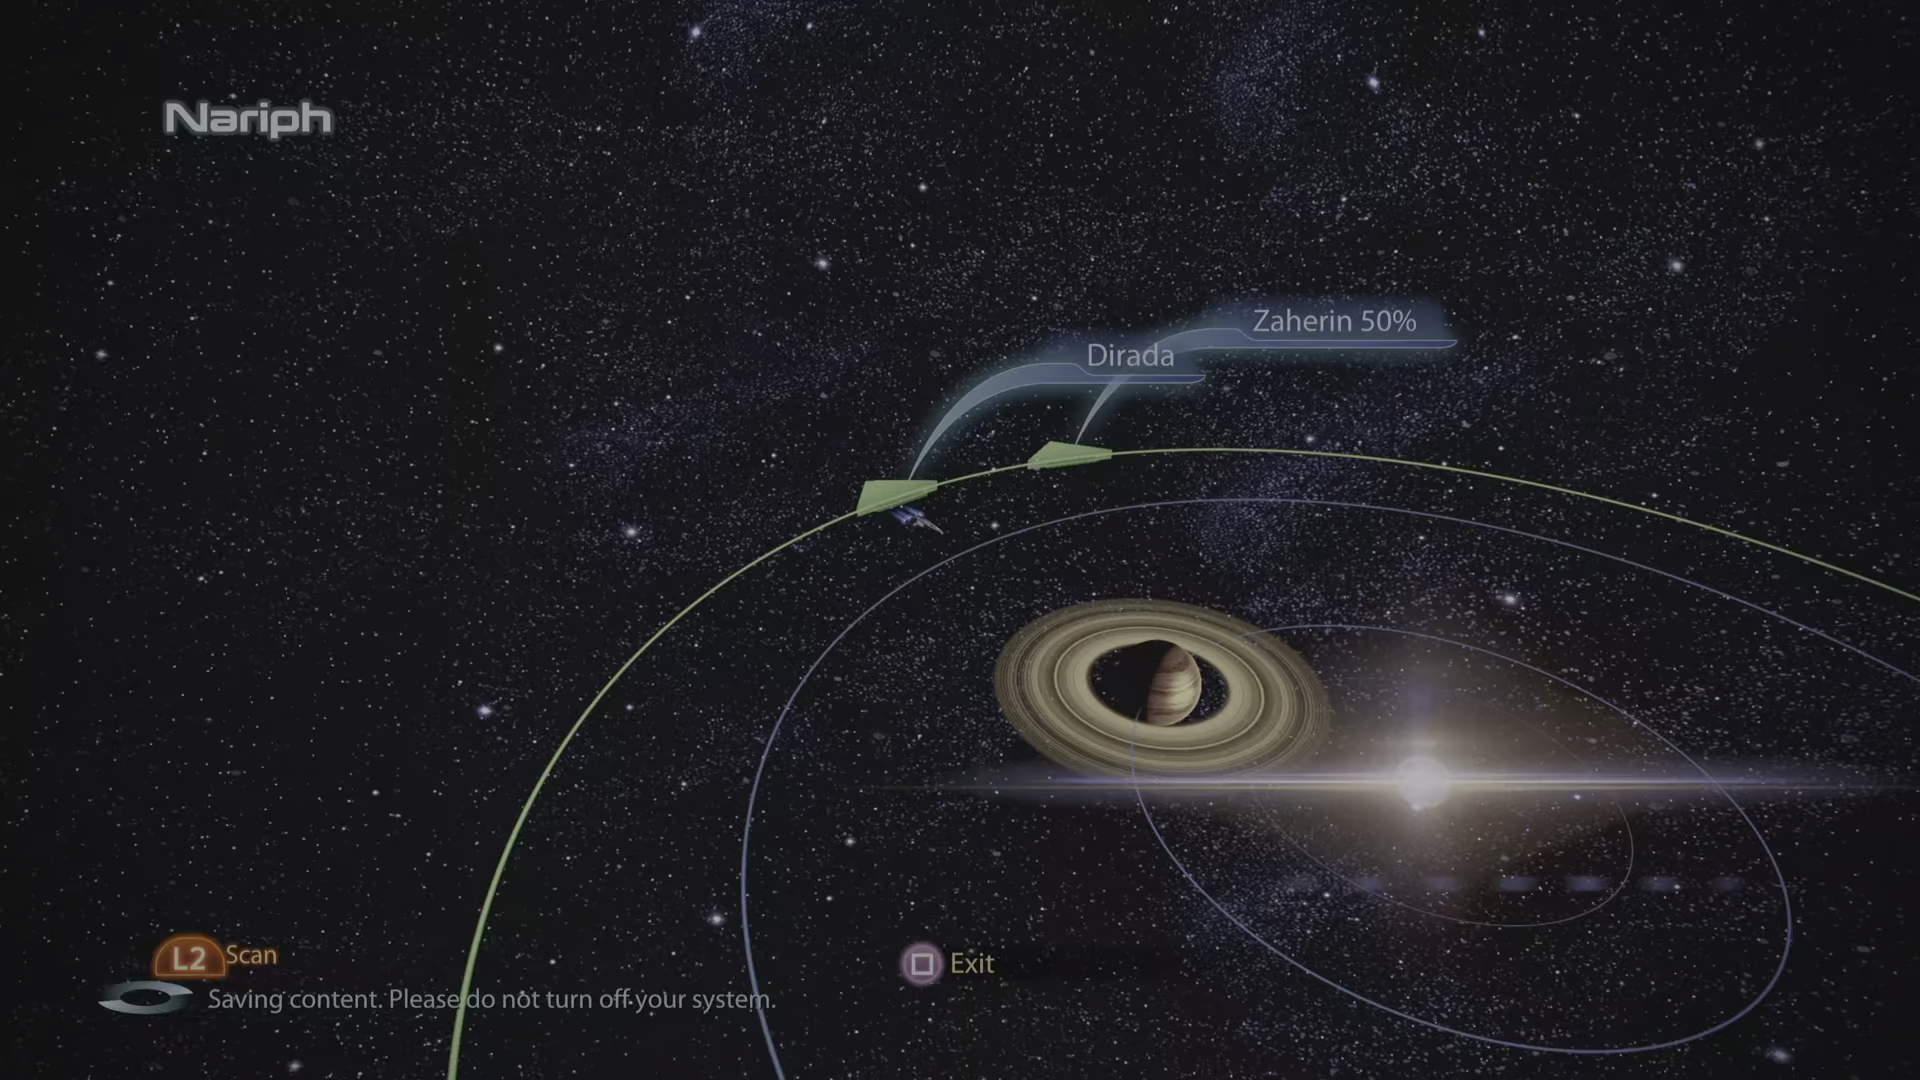 Nariph
Zaherin 50%
Dirada
L2 Scan
Exit
Saving content. Please do not turn off your system.